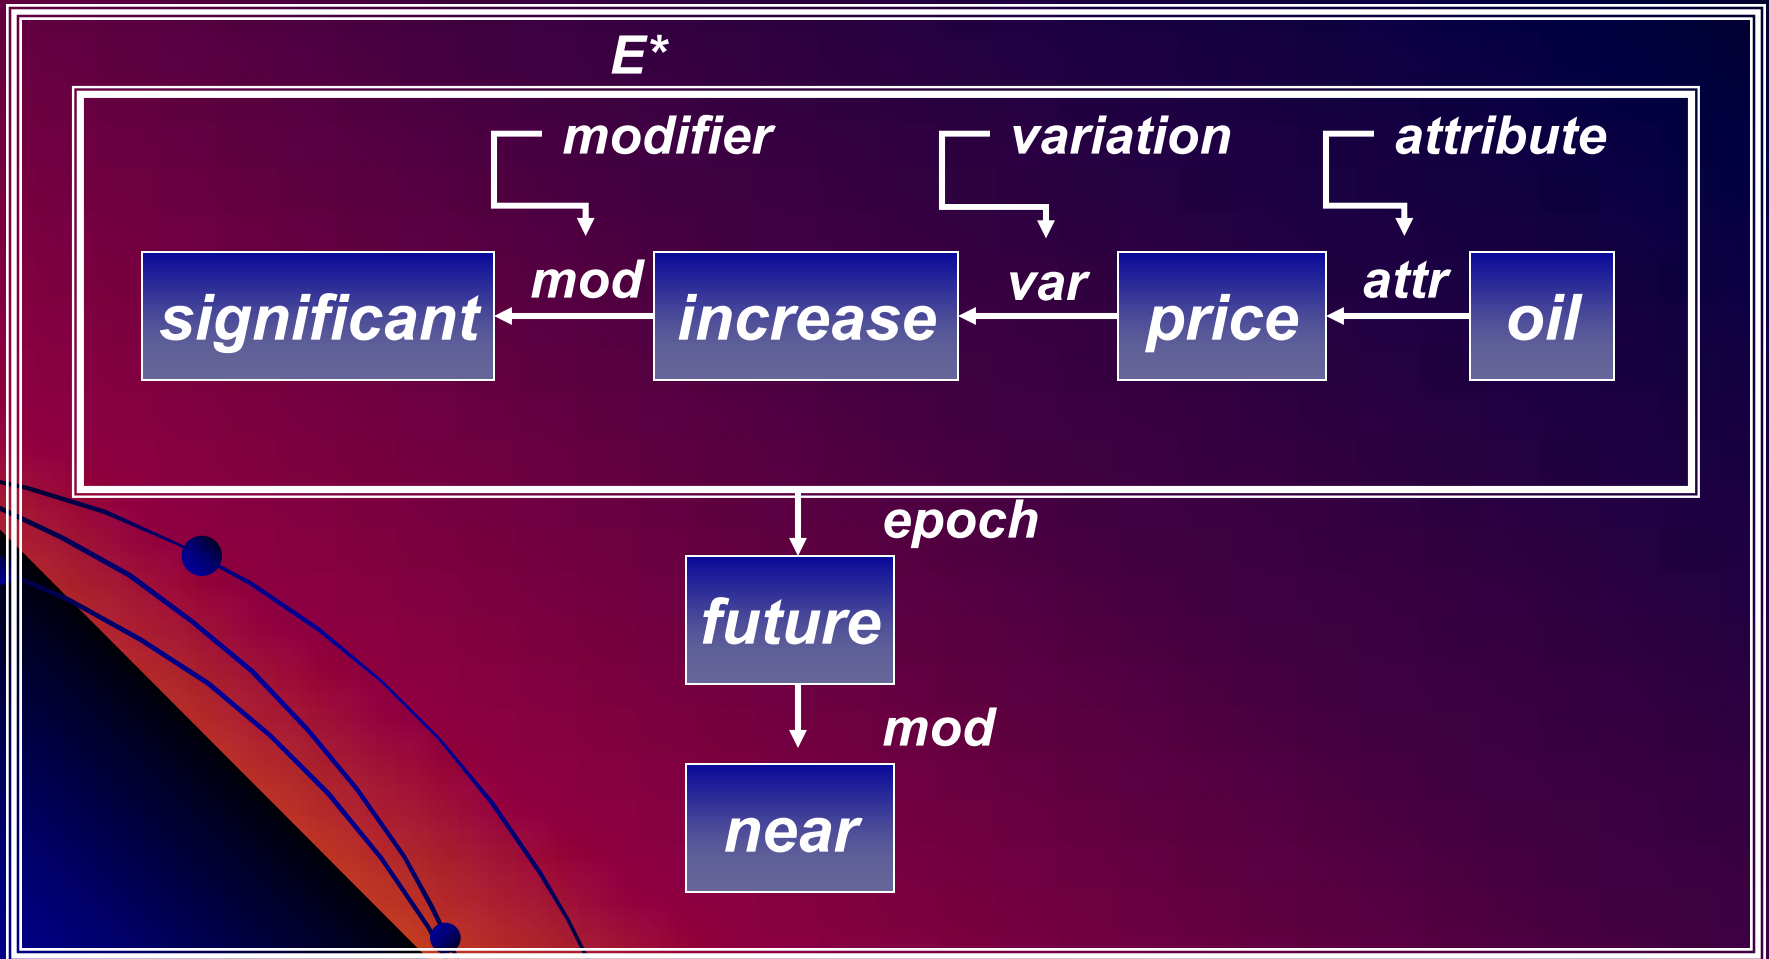 E*
modifier variation attribute
mod var attr
significant increase price oil
epoch
future
mod
near